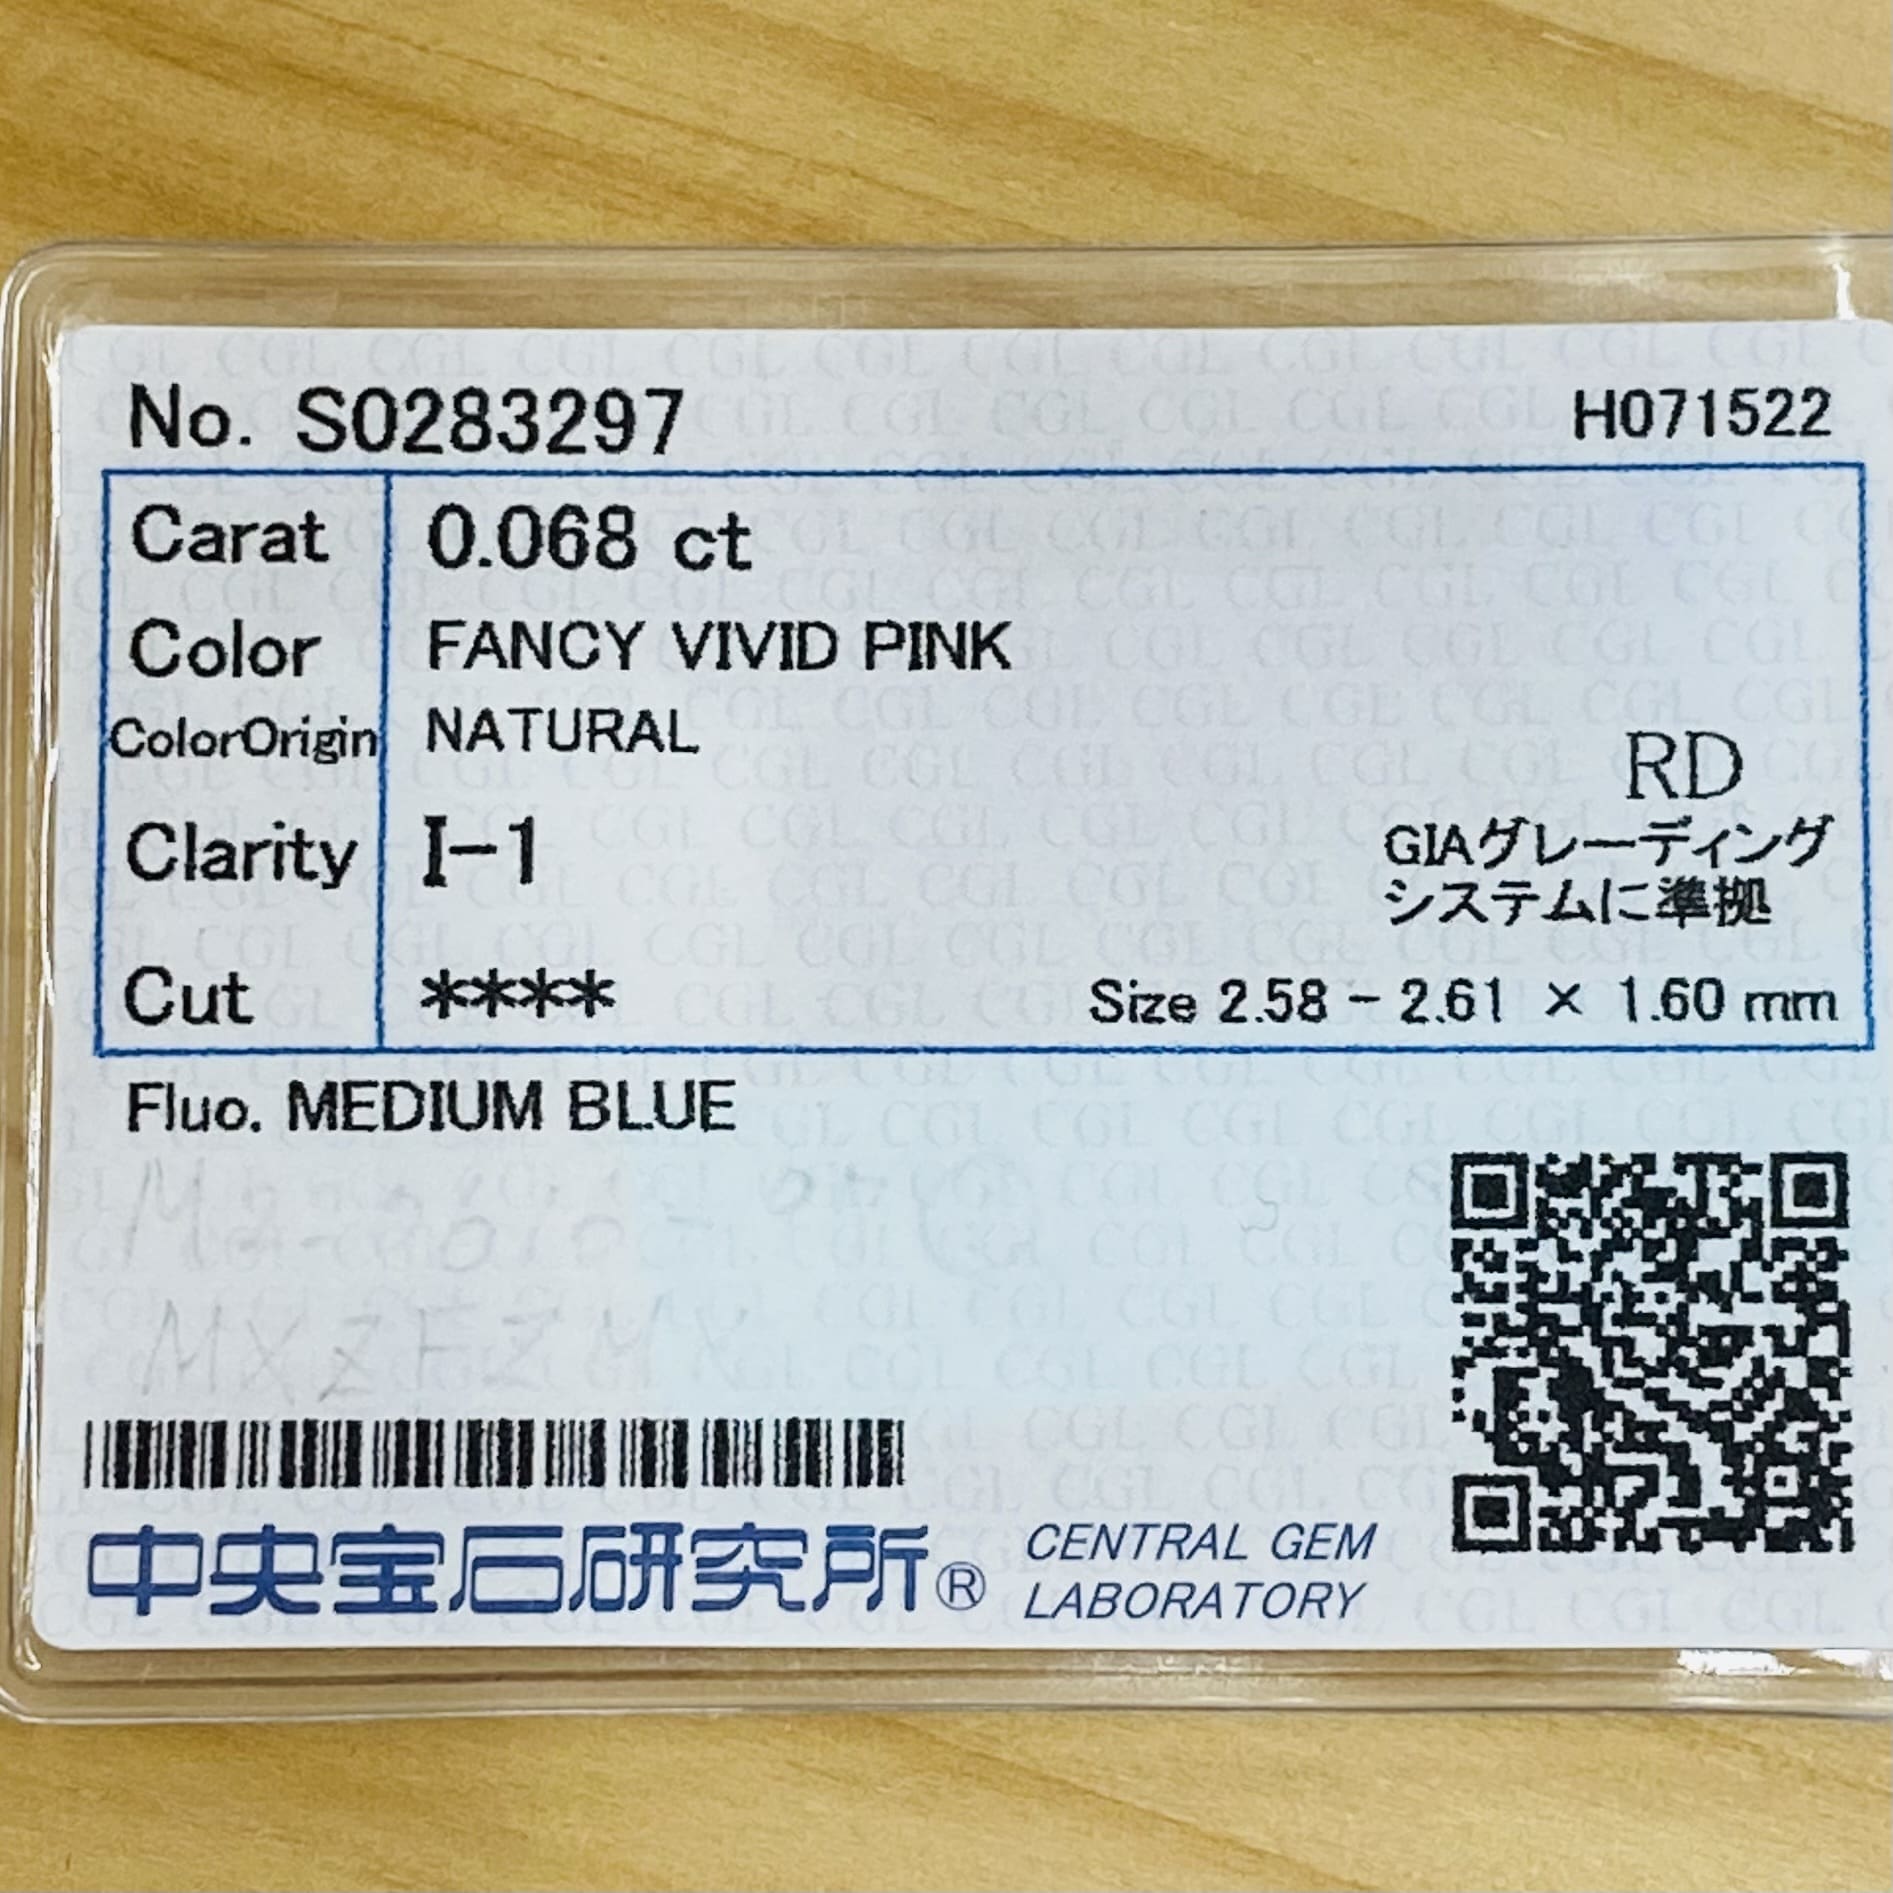 No. S0283297 H071522
Carat 0.068 ct
Color FANCY VIVID PINK
ColorOrigin NATURAL
RD
Clarity I-1
GIAグレーディング
システムに準拠
Cut ****
Size 2.58 - 2.61 × 1.60 mm
Fluo. MEDIUM BLUE
中央宝石研究所® CENTRAL GEM
LABORATORY